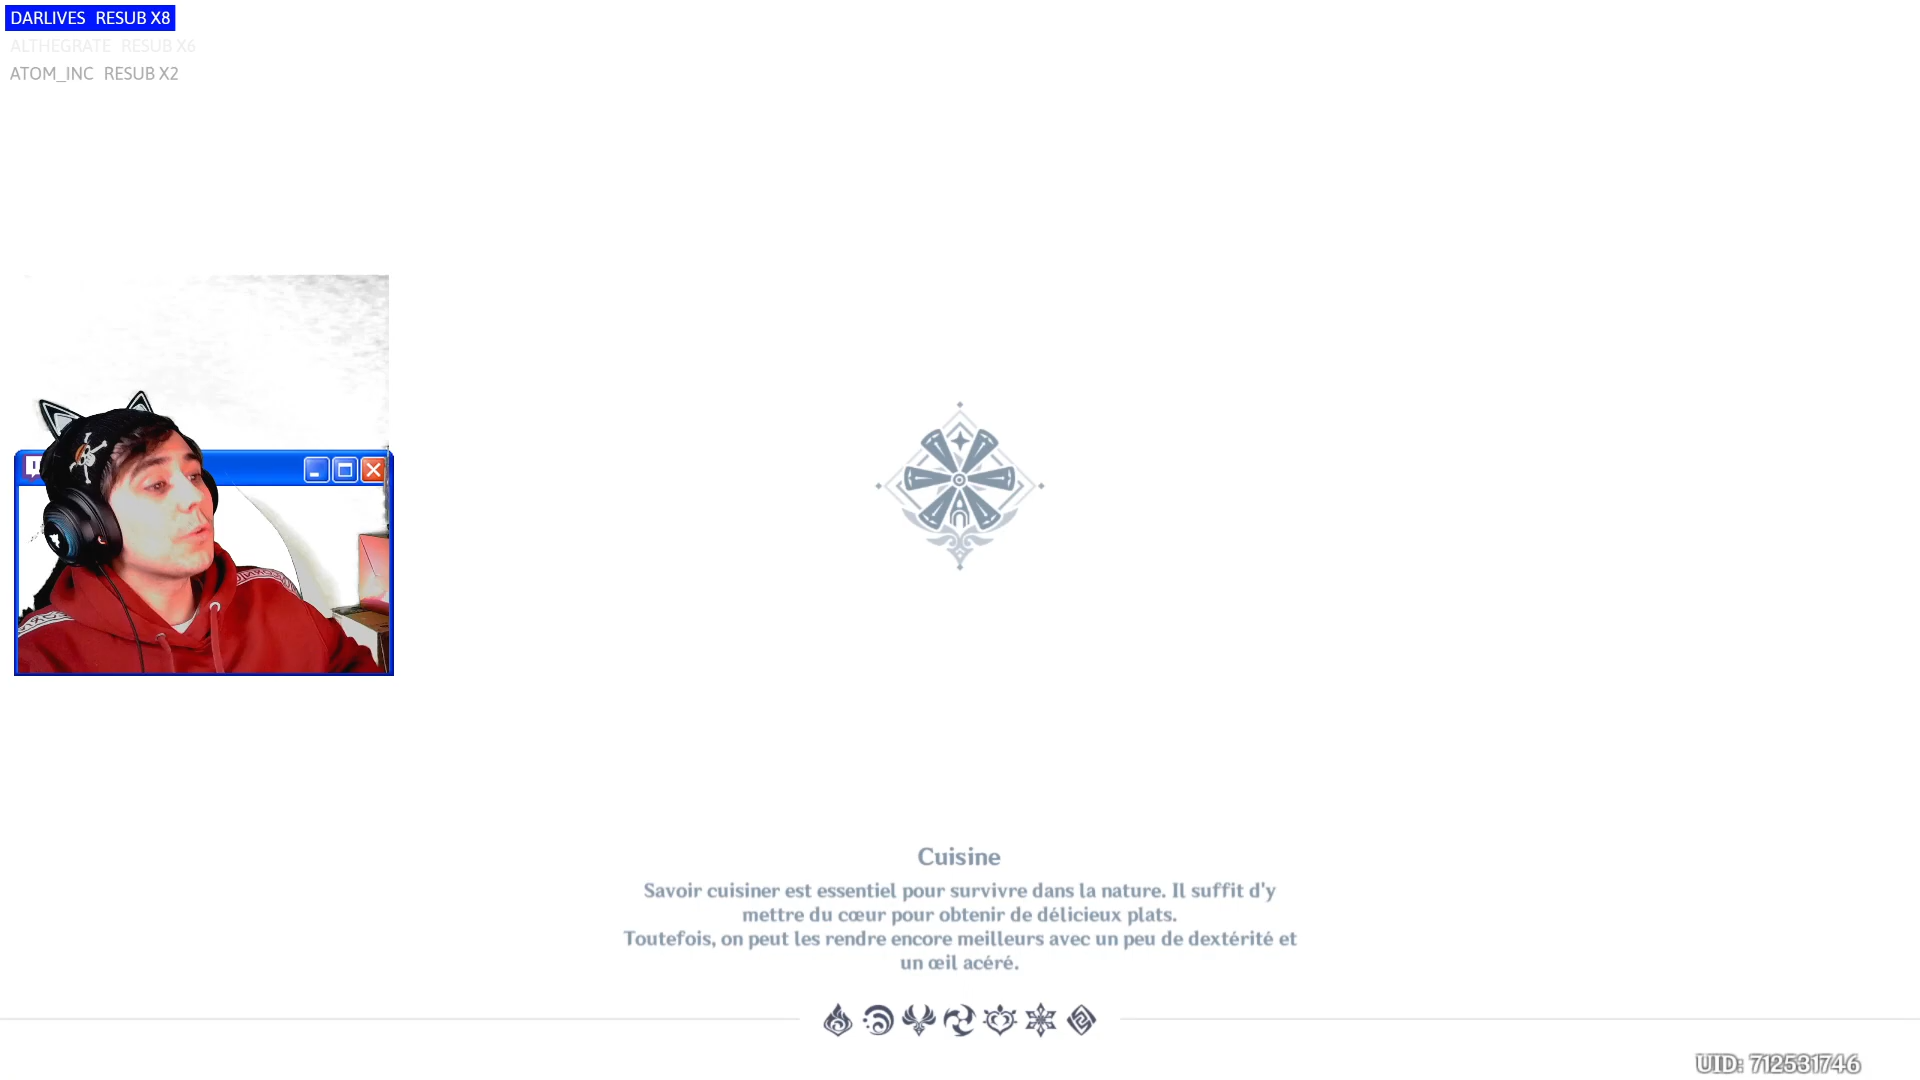 DARLIVES RESUB X8
ALTHEGRATE RESUB X6
ATOM_INC RESUB X2
Cuisine
Savoir cuisiner est essentiel pour survivre dans la nature. Il suffit d'y
mettre du cœur pour obtenir de délicieux plats.
Toutefois, on peut les rendre encore meilleurs avec un peu de dextérité et
un œil acéré.
UID: 712531746